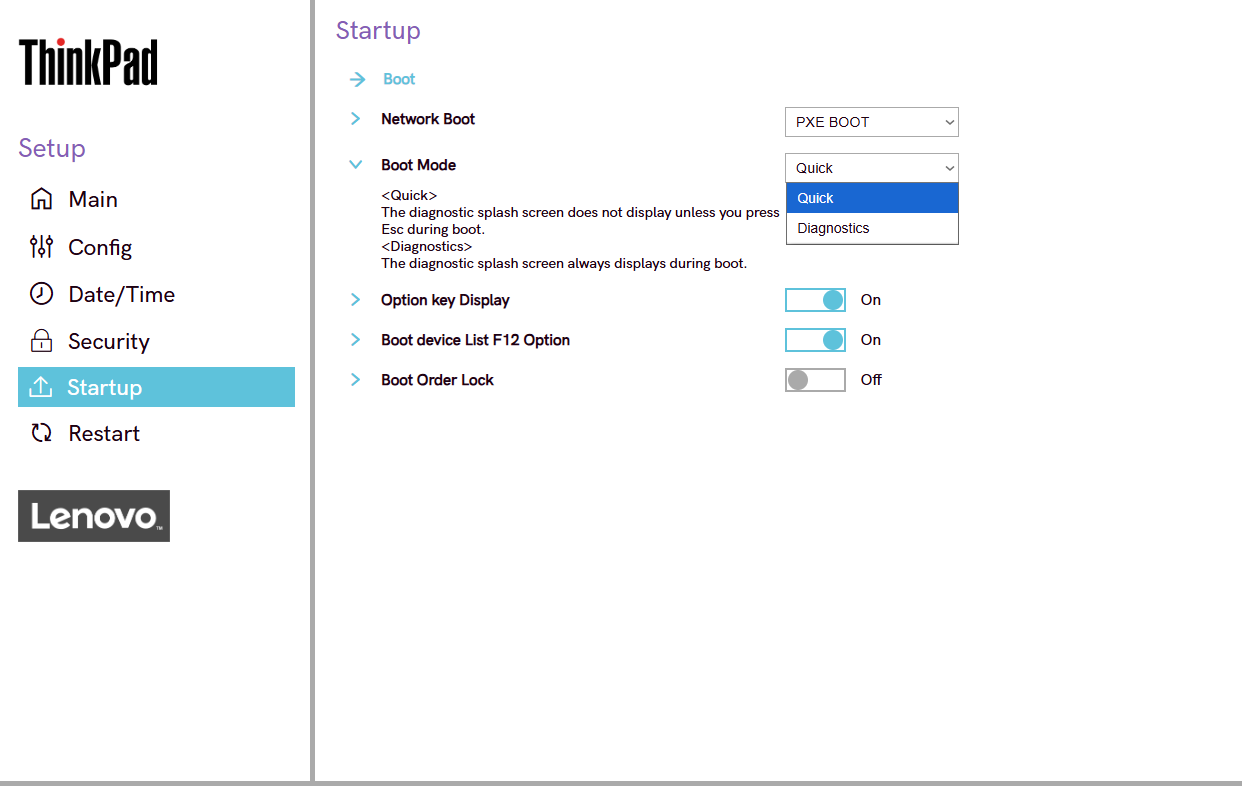 ThinkPad
Setup
Main
Config
Date/Time
Security
Startup
Restart
Lenovo™
Startup
Boot
Network Boot
PXE BOOT
Boot Mode
Quick
Quick
Diagnostics
<Quick>
The diagnostic splash screen does not display unless you press
Esc during boot.
<Diagnostics>
The diagnostic splash screen always displays during boot.
Option key Display
On
Boot device List F12 Option
On
Boot Order Lock
Off